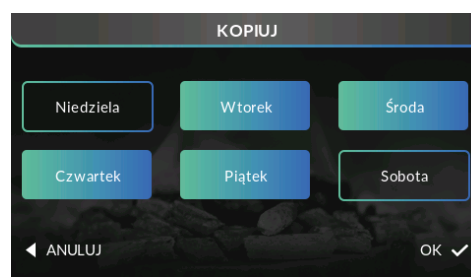 KOPIUJ
Niedziela Wtorek Środa
Czwartek Piątek Sobota
ANULUJ OK